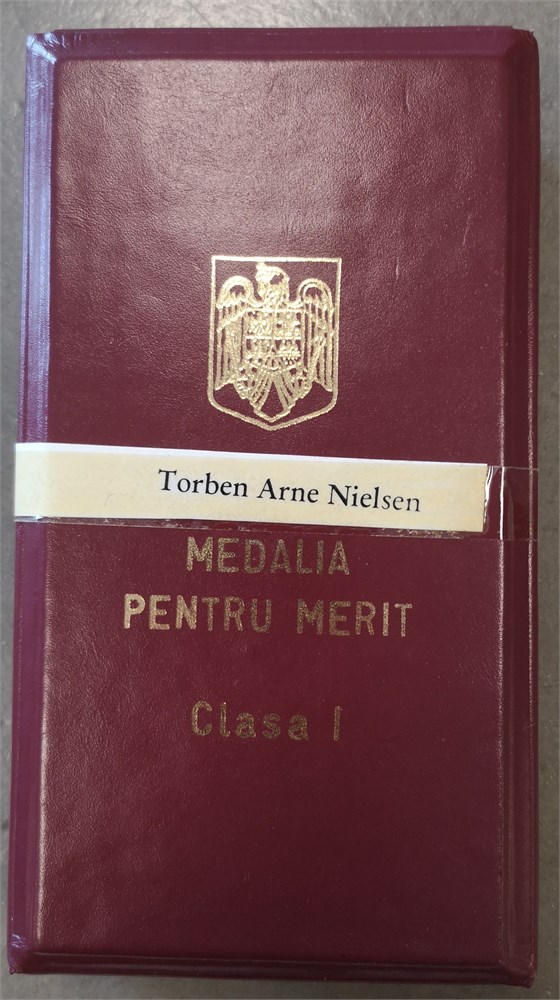 Torben Arne Nielsen
MEDALIA
PENTRU MERIT
Clasa I